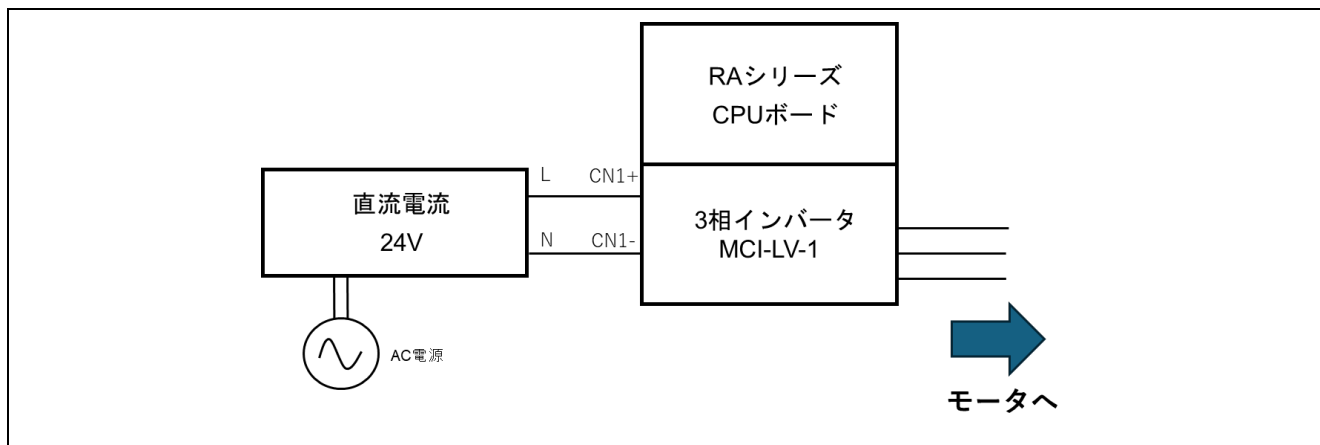 RAシリーズ
CPUボード
L CN1+
直流電流
24V
N CN1-
3相インバータ
MCI-LV-1
AC電源
モータへ